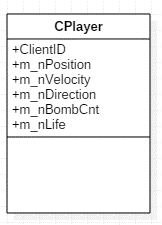 CPlayer
+ClientID
+m_nPosition
+m_nVelocity
+m_nDirection
+m_nBombCnt
+m_nLife